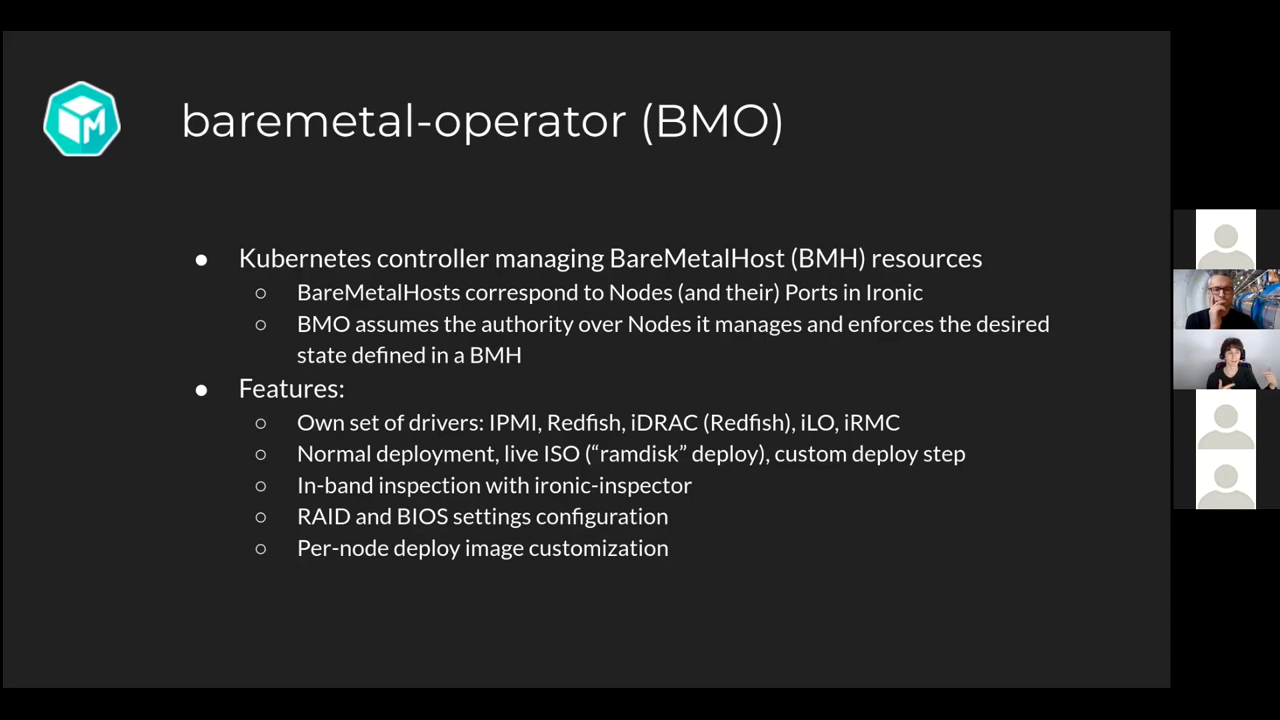 baremetal-operator (BMO)
● Kubernetes controller managing BareMetalHost (BMH) resources
○ BareMetalHosts correspond to Nodes (and their) Ports in Ironic
○ BMO assumes the authority over Nodes it manages and enforces the desired
state defined in a BMH
● Features:
○ Own set of drivers: IPMI, Redfish, iDRAC (Redfish), iLO, iRMC
○ Normal deployment, live ISO (“ramdisk” deploy), custom deploy step
○ In-band inspection with ironic-inspector
○ RAID and BIOS settings configuration
○ Per-node deploy image customization